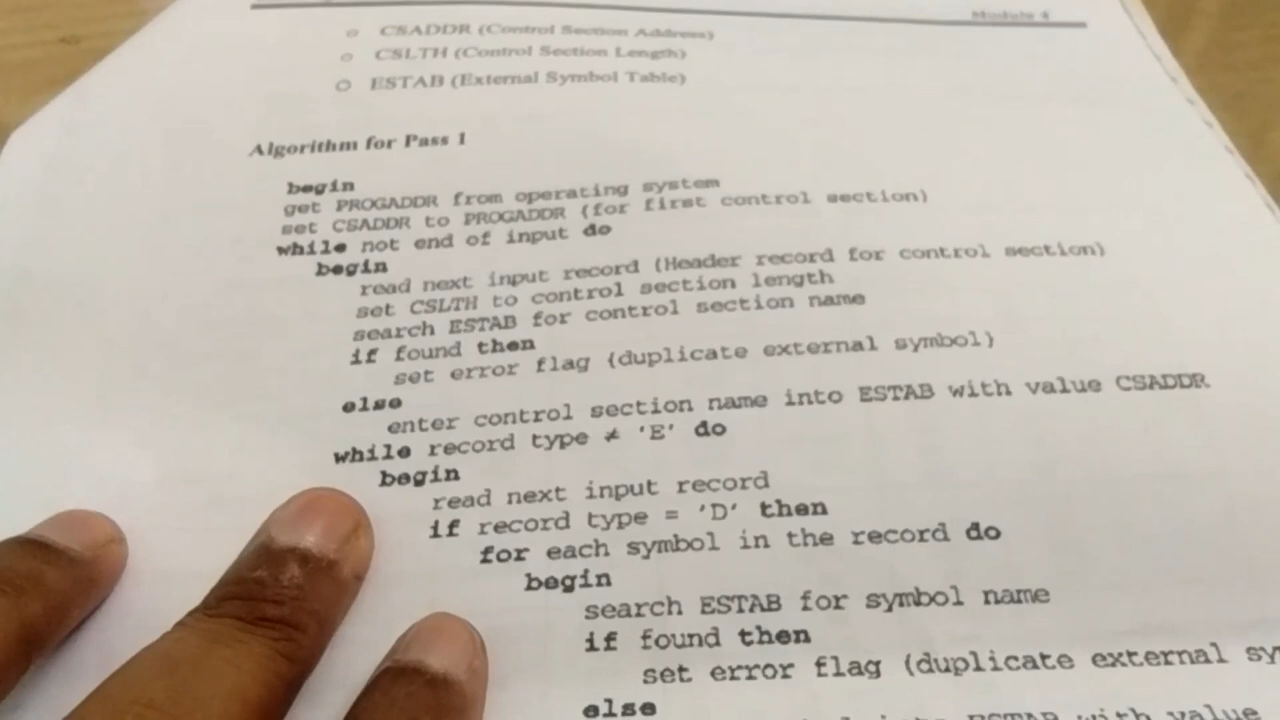 Module 4
o CSADDR (Control Section Address)
o CSLTH (Control Section Length)
o ESTAB (External Symbol Table)
Algorithm for Pass 1
begin
get PROGADDR from operating system
set CSADDR to PROGADDR (for first control section)
while not end of input do
begin
read next input record (Header record for control section)
set CSLTH to control section length
search ESTAB for control section name
if found then
set error flag (duplicate external symbol)
else
enter control section name into ESTAB with value CSADDR
while record type ≠ 'E' do
begin
read next input record
if record type = 'D' then
for each symbol in the record do
begin
search ESTAB for symbol name
if found then
set error flag (duplicate external sy
else
into ESTAB with value